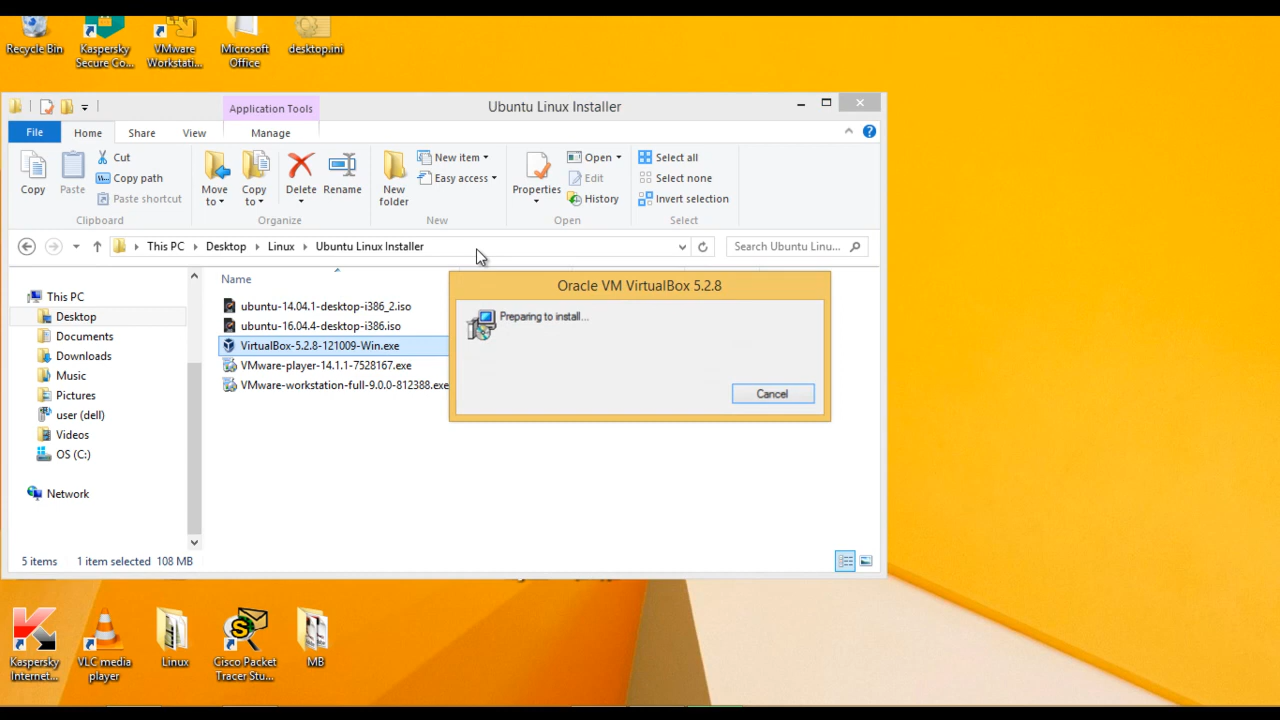 Recycle Bin
Kaspersky
Secure Co...
VMware
Workstati...
Microsoft
Office
desktop.ini
Application Tools
Ubuntu Linux Installer
File
Home
Share
View
Manage
Copy
Paste
Cut
Copy path
Paste shortcut
Clipboard
Move
to
Copy
to
Delete
Rename
Organize
New
folder
New item
Easy access
New
Properties
Open
Edit
History
Open
Select all
Select none
Invert selection
Select
This PC
Desktop
Linux
Ubuntu Linux Installer
Search Ubuntu Linu...
This PC
Desktop
Documents
Downloads
Music
Pictures
user (dell)
Videos
OS (C:)
Network
Name
ubuntu-14.04.1-desktop-i386_2.iso
ubuntu-16.04.4-desktop-i386.iso
VirtualBox-5.2.8-121009-Win.exe
VMware-player-14.1.1-7528167.exe
VMware-workstation-full-9.0.0-812388.exe
Oracle VM VirtualBox 5.2.8
Preparing to install...
Cancel
5 items 1 item selected 108 MB
Kaspersky
Internet...
VLC media
player
Linux
Cisco Packet
Tracer Stu...
MB